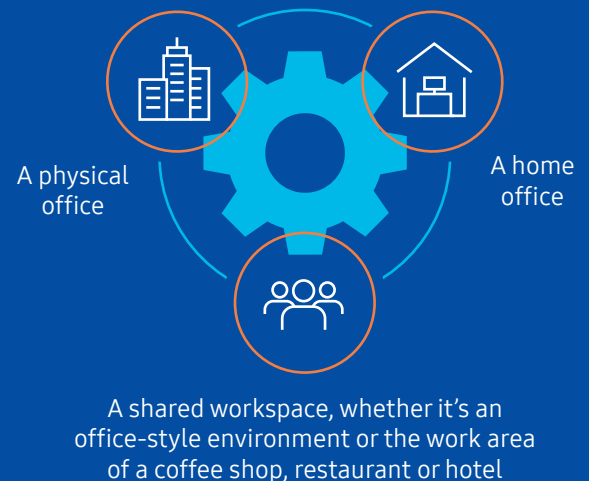 A physical
office
A home
office
A shared workspace, whether it’s an
office-style environment or the work area
of a coffee shop, restaurant or hotel